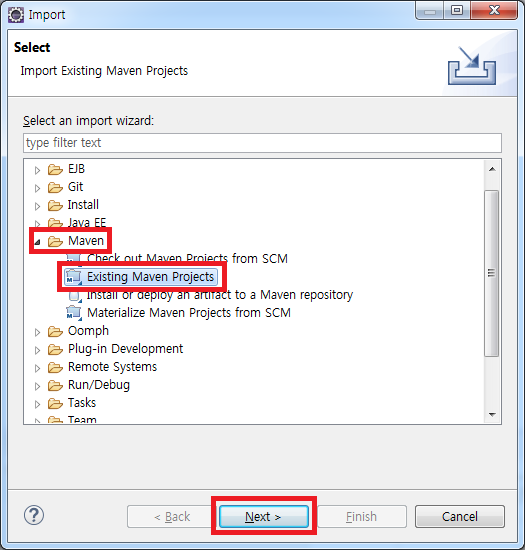 Import
Select
Import Existing Maven Projects
Select an import wizard:
type filter text
EJB
Git
Install
Java EE
Maven
Check out Maven Projects from SCM
Existing Maven Projects
Install or deploy an artifact to a Maven repository
Materialize Maven Projects from SCM
Oomph
Plug-in Development
Remote Systems
Run/Debug
Tasks
Team
? < Back Next > Finish Cancel